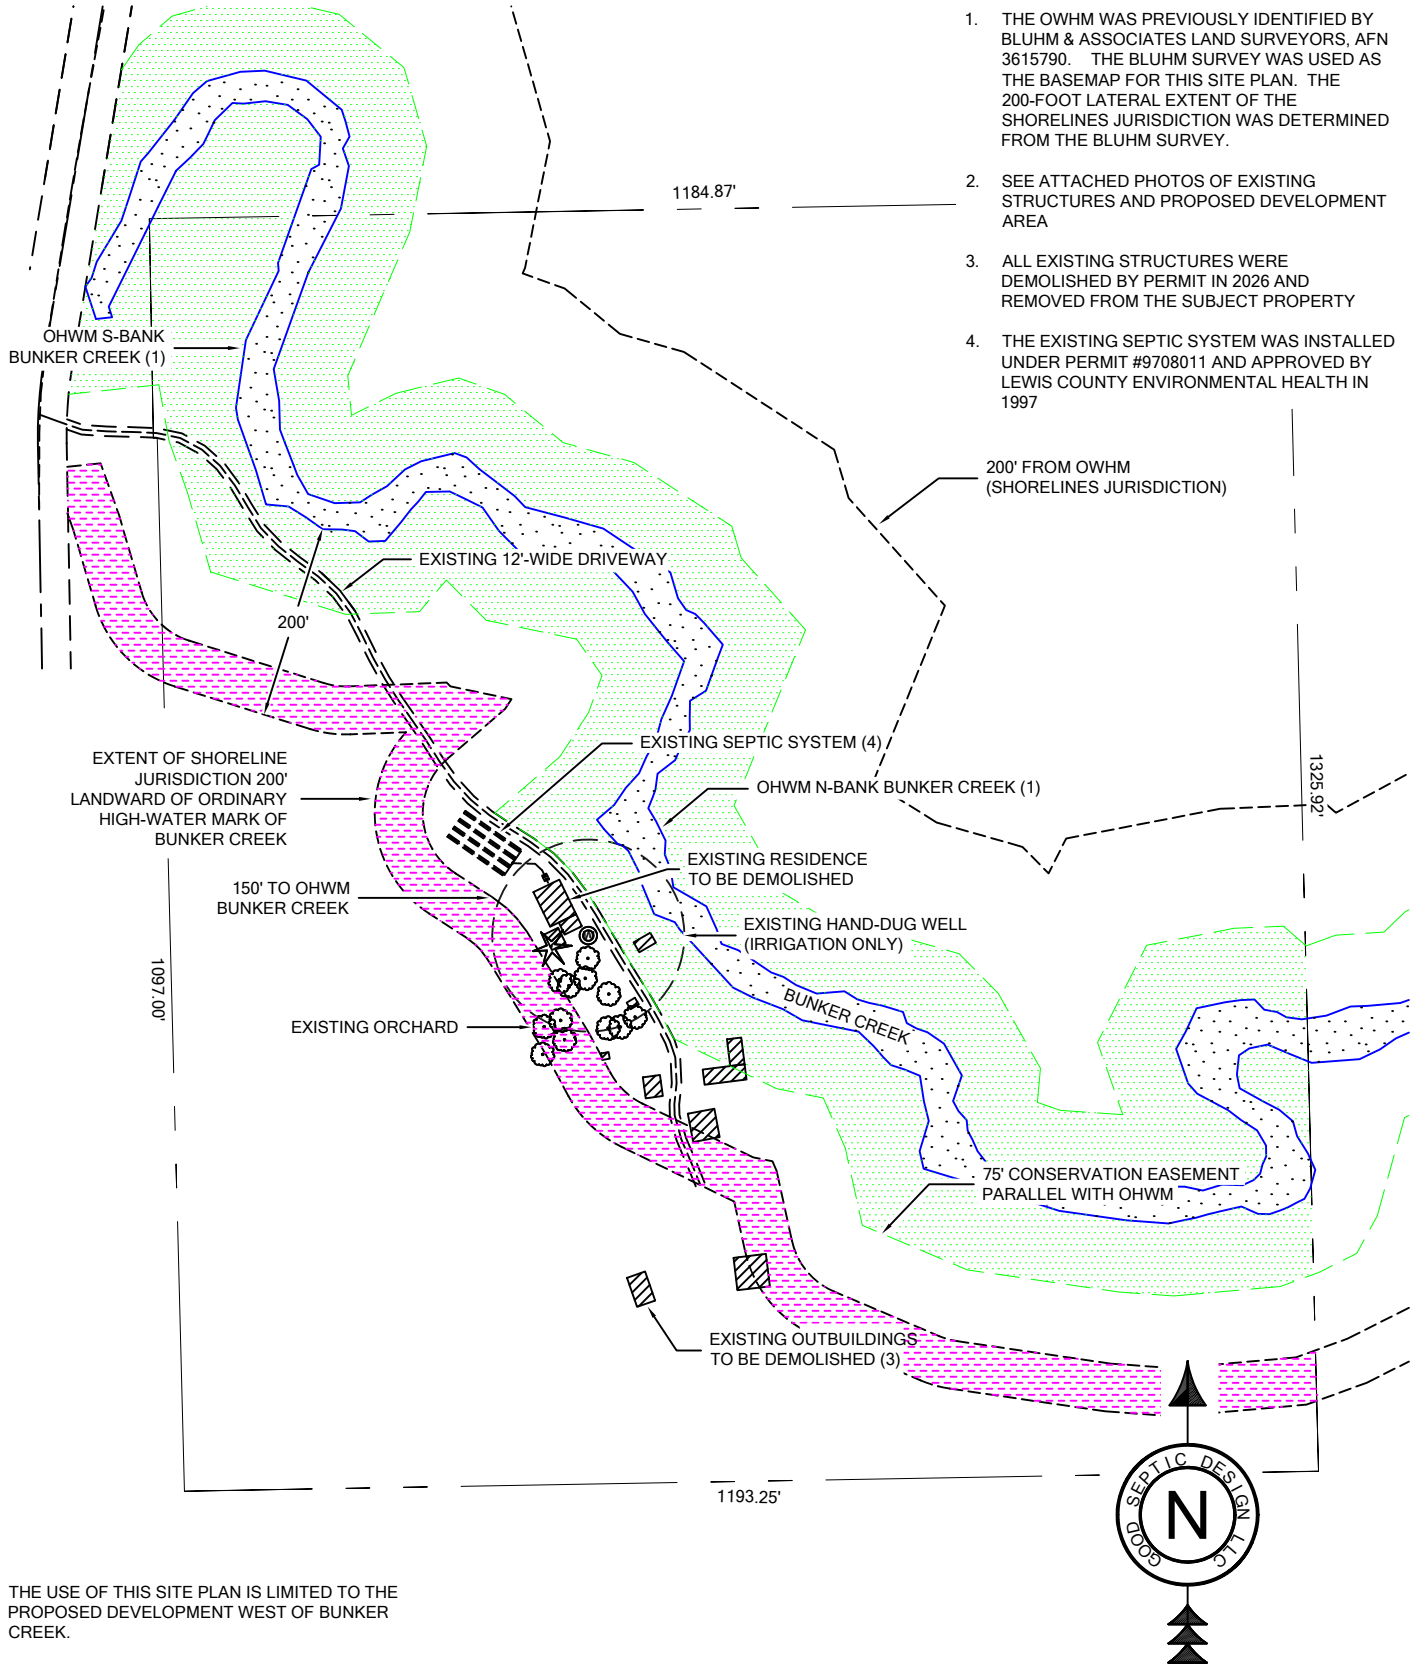 1. THE OWHM WAS PREVIOUSLY IDENTIFIED BY
BLUHM & ASSOCIATES LAND SURVEYORS, AFN
3615790. THE BLUHM SURVEY WAS USED AS
THE BASEMAP FOR THIS SITE PLAN. THE
200-FOOT LATERAL EXTENT OF THE
SHORELINES JURISDICTION WAS DETERMINED
FROM THE BLUHM SURVEY.
2. SEE ATTACHED PHOTOS OF EXISTING
STRUCTURES AND PROPOSED DEVELOPMENT
AREA
3. ALL EXISTING STRUCTURES WERE
DEMOLISHED BY PERMIT IN 2026 AND
REMOVED FROM THE SUBJECT PROPERTY
4. THE EXISTING SEPTIC SYSTEM WAS INSTALLED
UNDER PERMIT #9708011 AND APPROVED BY
LEWIS COUNTY ENVIRONMENTAL HEALTH IN
1997
1184.87'
OHWM S-BANK
BUNKER CREEK (1)
200' FROM OWHM
(SHORELINES JURISDICTION)
EXISTING 12'-WIDE DRIVEWAY
200'
EXISTING SEPTIC SYSTEM (4)
EXTENT OF SHORELINE
JURISDICTION 200'
LANDWARD OF ORDINARY
HIGH-WATER MARK OF
BUNKER CREEK
OHWM N-BANK BUNKER CREEK (1)
1325.92'
EXISTING RESIDENCE
TO BE DEMOLISHED
150' TO OHWM
BUNKER CREEK
EXISTING HAND-DUG WELL
(IRRIGATION ONLY)
W
1097.00'
BUNKER CREEK
EXISTING ORCHARD
75' CONSERVATION EASEMENT
PARALLEL WITH OHWM
EXISTING OUTBUILDINGS
TO BE DEMOLISHED (3)
1193.25'
GOOD SEPTIC DESIGN LLC
N
THE USE OF THIS SITE PLAN IS LIMITED TO THE
PROPOSED DEVELOPMENT WEST OF BUNKER
CREEK.